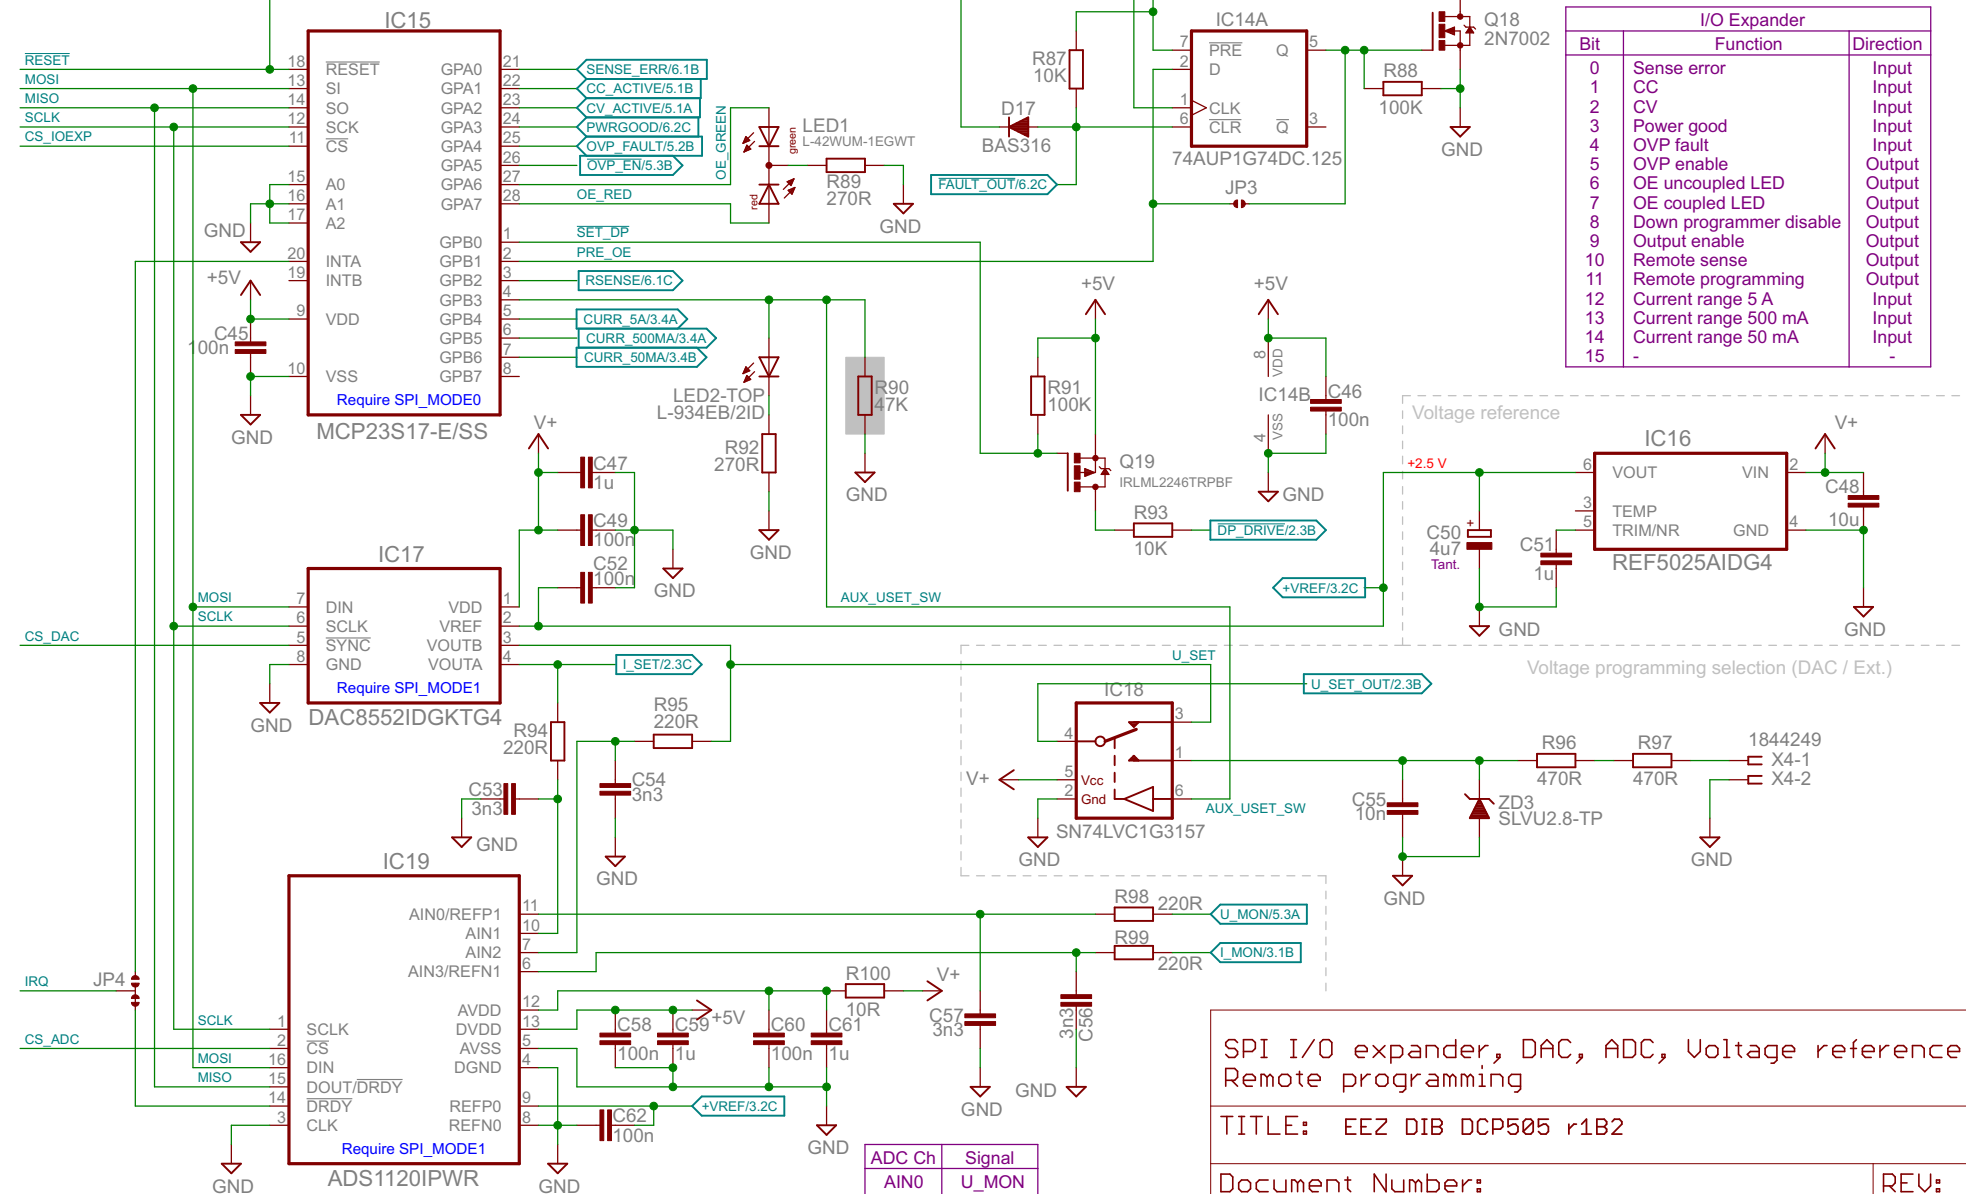 IC15
RESET
MOSI
MISO
SCLK
CS_IOEXP
18 RESET
13 SI
14 SO
12 SCK
11 CS
15 A0
16 A1
17 A2
20 INTA
19 INTB
9 VDD
10 VSS
GPA0 21 SENSE_ERR/6.1B
GPA1 22 CC_ACTIVE/5.1B
GPA2 23 CV_ACTIVE/5.1A
GPA3 24 PWRGOOD/6.2C
GPA4 25 OVP_FAULT/5.2B
GPA5 26 OVP_EN/5.3B
GPA6 27
GPA7 28 OE_RED
GPB0 1 SET_DP
GPB1 2 PRE_OE
GPB2 3 RSENSE/6.1C
GPB3 4
GPB4 5 CURR_5A/3.4A
GPB5 6 CURR_500MA/3.4A
GPB6 7 CURR_50MA/3.4B
GPB7 8
Require SPI_MODE0
MCP23S17-E/SS
GND
+5V
C45
100n
GND
OE_GREEN
green
red
LED1
L-42WUM-1EGWT
R89
270R
GND
LED2-TOP
L-934EB/2ID
R92
270R
GND
R90
47K
GND
R87
10K
D17
BAS316
FAULT_OUT/6.2C
IC14A
7 PRE Q 5
2 D
1 CLK
6 CLR Q 3
74AUP1G74DC.125
JP3
R88
100K
Q18
2N7002
GND
I/O Expander
Bit Function Direction
0 Sense error Input
1 CC Input
2 CV Input
3 Power good Input
4 OVP fault Input
5 OVP enable Output
6 OE uncoupled LED Output
7 OE coupled LED Output
8 Down programmer disable Output
9 Output enable Output
10 Remote sense Output
11 Remote programming Output
12 Current range 5 A Input
13 Current range 500 mA Input
14 Current range 50 mA Input
15 - -
+5V
R91
100K
Q19
IRLML2246TRPBF
R93
10K
DP_DRIVE/2.3B
+5V
8 VDD
IC14B
4 VSS
C46
100n
GND
Voltage reference
+2.5 V
IC16
6 VOUT VIN 2
3 TEMP
5 TRIM/NR GND 4
REF5025AIDG4
V+
C48
10u
GND
C50
+
4u7
Tant.
C51
1u
GND
+VREF/3.2C
V+
C47
1u
C49
100n
C52
100n
GND
IC17
MOSI
SCLK
CS_DAC
7 DIN VDD 1
6 SCLK VREF 2
5 SYNC VOUTB 3
8 GND VOUTA 4
Require SPI_MODE1
DAC8552IDGKTG4
GND
I_SET/2.3C
R94
220R
R95
220R
C53
3n3
GND
C54
3n3
GND
AUX_USET_SW
U_SET
Voltage programming selection (DAC / Ext.)
U_SET_OUT/2.3B
IC18
4
3
1
5 Vcc
2 Gnd
6
SN74LVC1G3157
V+
GND
AUX_USET_SW
C55
10n
GND
ZD3
SLVU2.8-TP
R96
470R
R97
470R
1844249
X4-1
X4-2
GND
IC19
AIN0/REFP1 11
AIN1 10
AIN2 7
AIN3/REFN1 6
AVDD 12
DVDD 13
AVSS 5
DGND 4
REFP0 9
REFN0 8
IRQ
JP4
CS_ADC
SCLK
MOSI
MISO
1 SCLK
2 CS
16 DIN
15 DOUT/DRDY
14 DRDY
3 CLK
Require SPI_MODE1
ADS1120IPWR
GND
GND
C58
100n
C59
1u
+5V
C60
100n
C61
1u
R100
10R
V+
GND
C62
100n
+VREF/3.2C
R98
220R
U_MON/5.3A
R99
220R
I_MON/3.1B
C57
3n3
GND
C56
3n3
GND
ADC Ch Signal
AIN0 U_MON
SPI I/O expander, DAC, ADC, Voltage reference
Remote programming
TITLE: EEZ DIB DCP505 r1B2
Document Number:
REV: